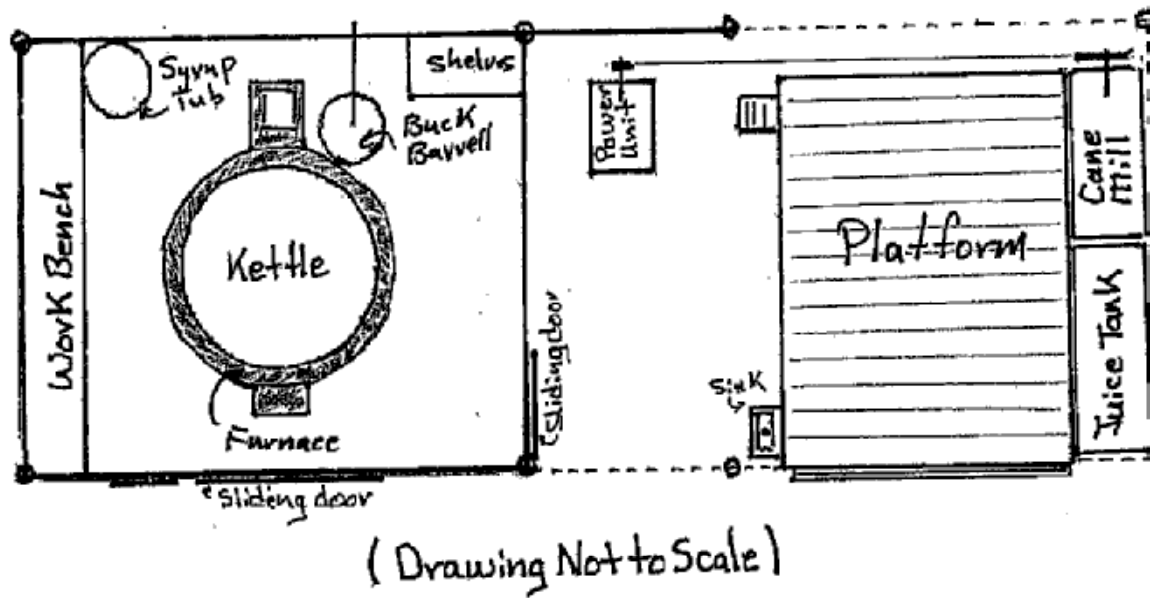 Syrup
Tub
Shelvs
Buck
Barrell
Power
Unit
Cane
Mill
Work Bench
Kettle
Platform
Juice Tank
Sliding door
Sink
Furnace
Sliding door
(Drawing Not to Scale)